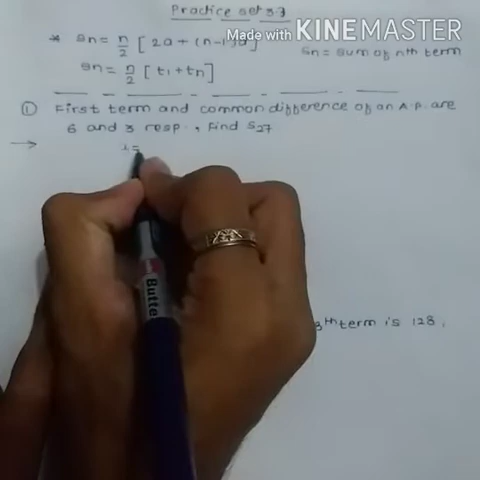 Practice set 3.3
Made with KINEMASTER
* Sn = n/2 [ 2a + (n-1)d ]
Sn = sum of nth term
Sn = n/2 [ t1 + tn ]
① First term and common difference of an A.P. are
6 and 3 resp., Find S27
→
th term is 128.
Butte